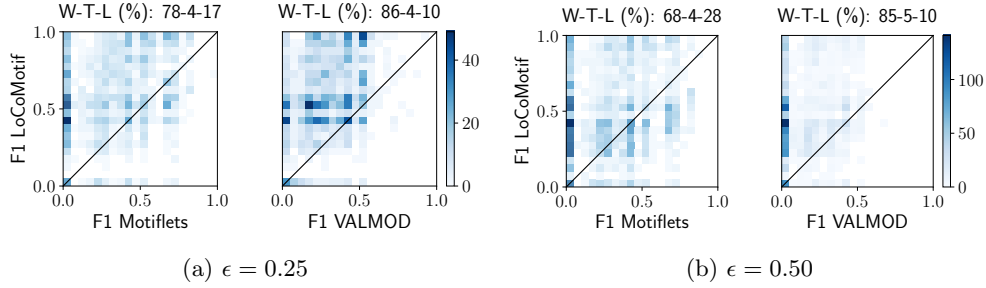 W-T-L (%): 78-4-17
W-T-L (%): 86-4-10
W-T-L (%): 68-4-28
W-T-L (%): 85-5-10
F1 LoCoMotif
1.0
0.5
0.0
0.0 0.5 1.0
F1 Motiflets
0.0 0.5 1.0
F1 VALMOD
40
20
0
F1 LoCoMotif
1.0
0.5
0.0
0.0 0.5 1.0
F1 Motiflets
0.0 0.5 1.0
F1 VALMOD
100
50
0
(a) ϵ = 0.25
(b) ϵ = 0.50